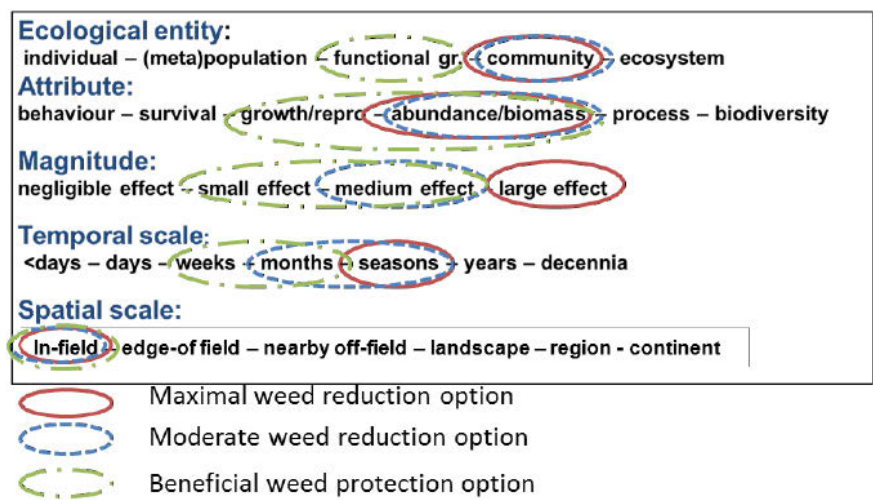 Ecological entity:
individual – (meta)population – functional gr. – community – ecosystem
Attribute:
behaviour – survival – growth/repro – abundance/biomass – process – biodiversity
Magnitude:
negligible effect – small effect – medium effect – large effect
Temporal scale:
<days – days – weeks – months – seasons – years – decennia
Spatial scale:
In-field – edge-of field – nearby off-field – landscape – region - continent
Maximal weed reduction option
Moderate weed reduction option
Beneficial weed protection option